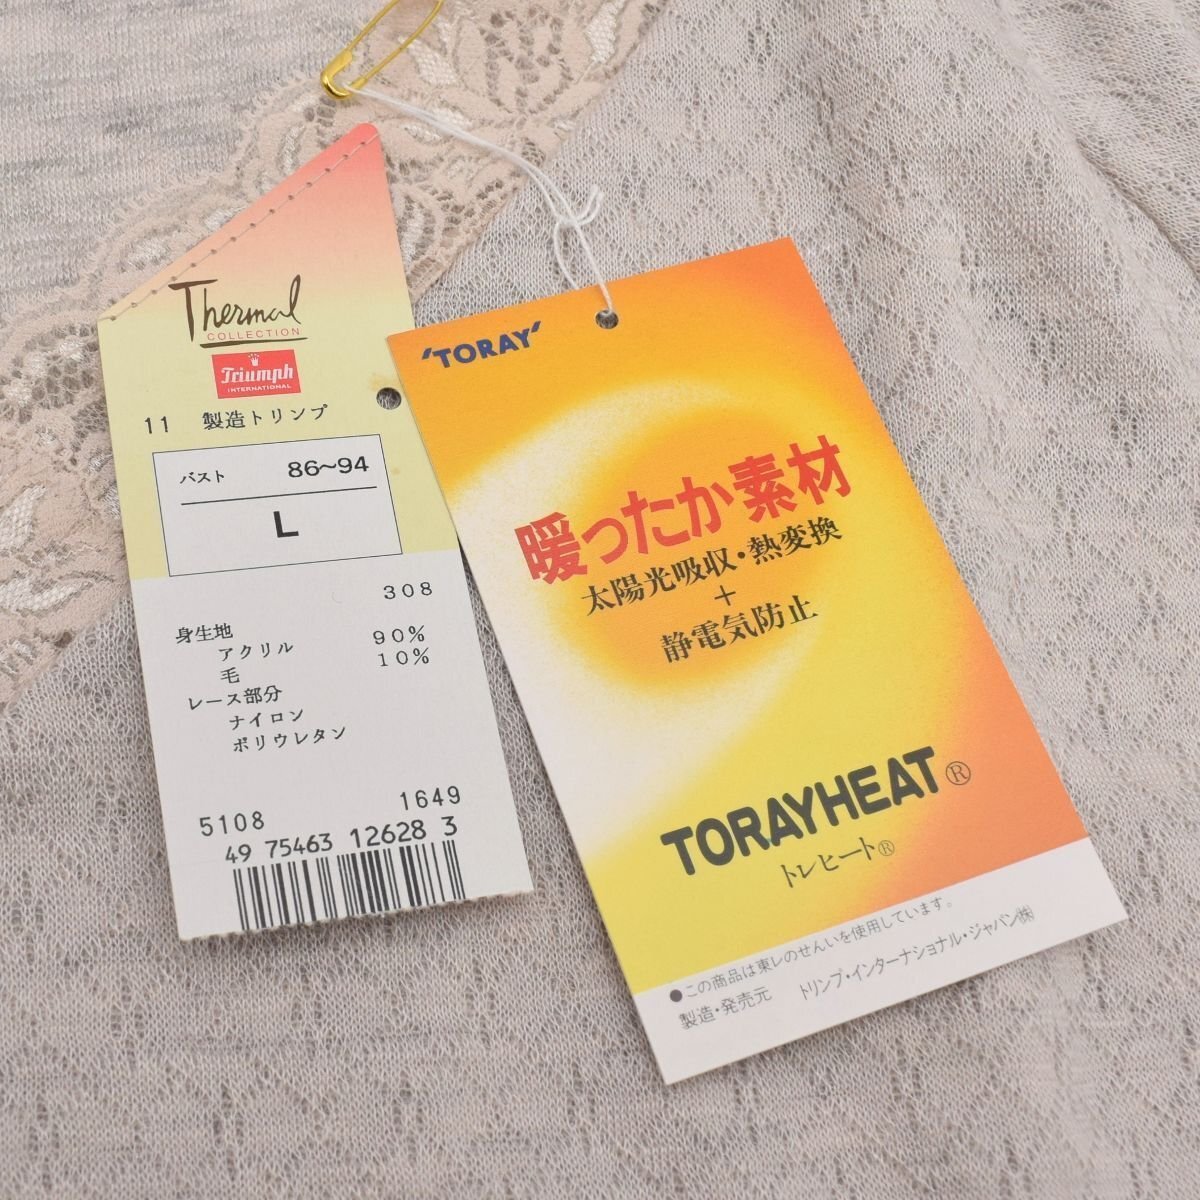 Thermal
COLLECTION
Triumph
INTERNATIONAL
11 製造トリンプ
バスト 86~94
L
308
身生地
アクリル 90%
毛 10%
レース部分
ナイロン
ポリウレタン
5108 1649
49 75463 12628 3
'TORAY'
暖ったか素材
太陽光吸収・熱変換
+
静電気防止
TORAYHEAT®
トレヒート®
●この商品は東レのせんいを使用しています。
製造・発売元 トリンプ・インターナショナル・ジャパン㈱